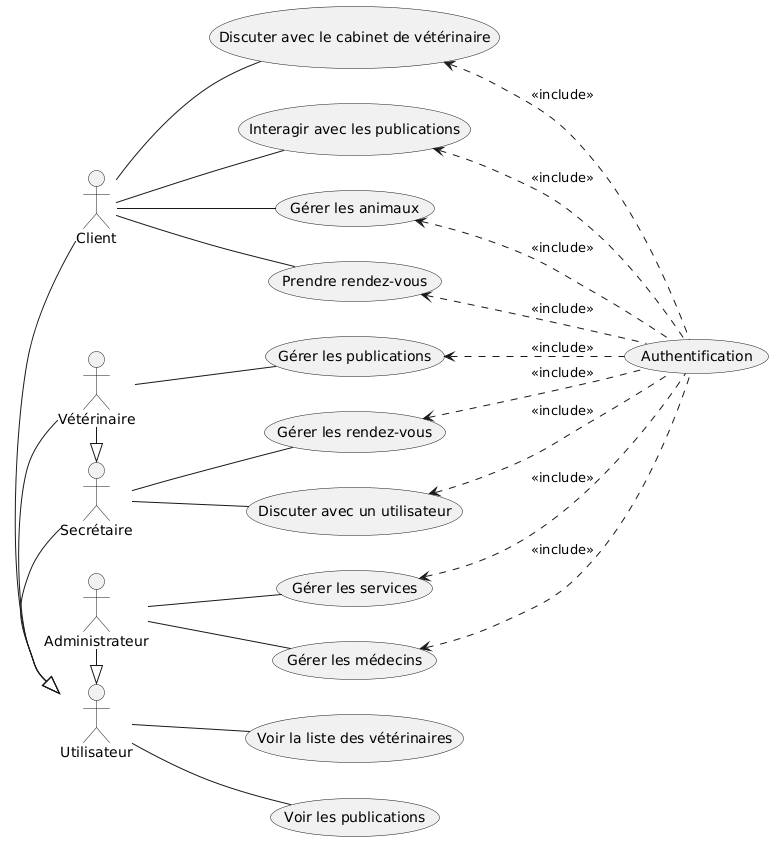 Discuter avec le cabinet de vétérinaire
«include»
Interagir avec les publications
«include»
Gérer les animaux
Client
«include»
Prendre rendez-vous
«include»
Gérer les publications
«include»
Authentification
«include»
Vétérinaire
Gérer les rendez-vous
«include»
Secrétaire
Discuter avec un utilisateur
«include»
Gérer les services
«include»
Administrateur
Gérer les médecins
Utilisateur
Voir la liste des vétérinaires
Voir les publications